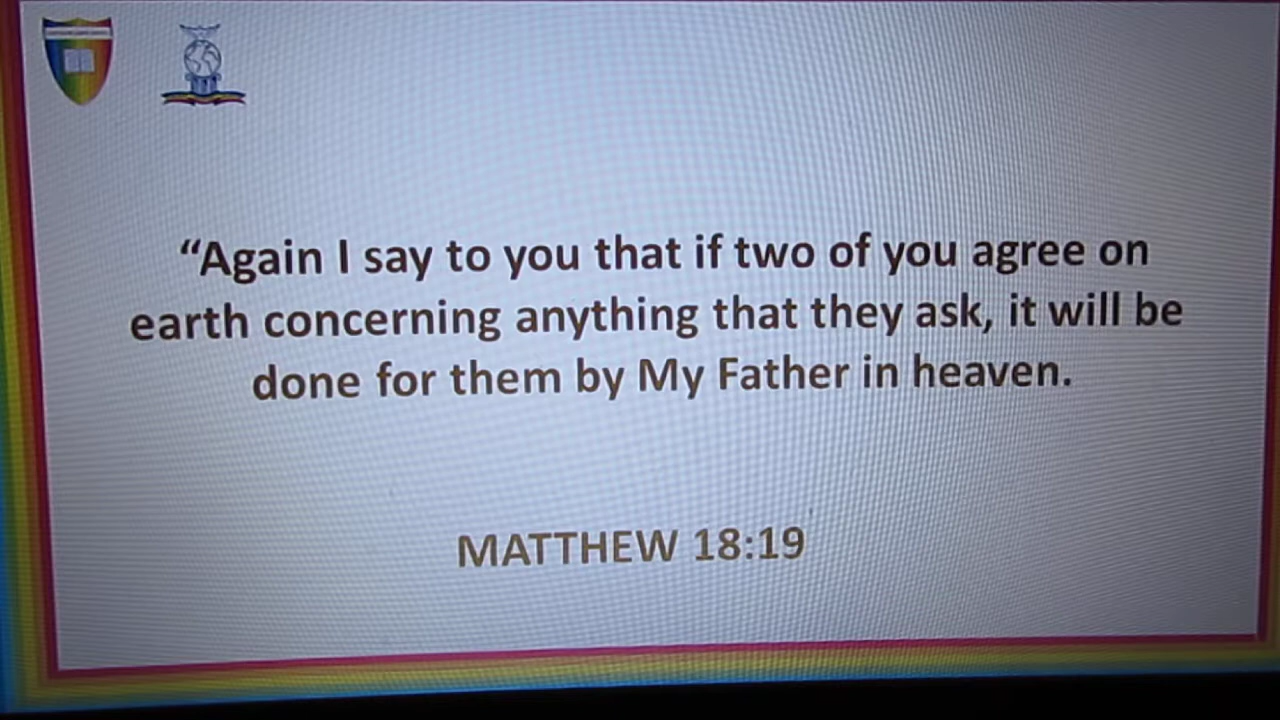 “Again I say to you that if two of you agree on
earth concerning anything that they ask, it will be
done for them by My Father in heaven.
MATTHEW 18:19